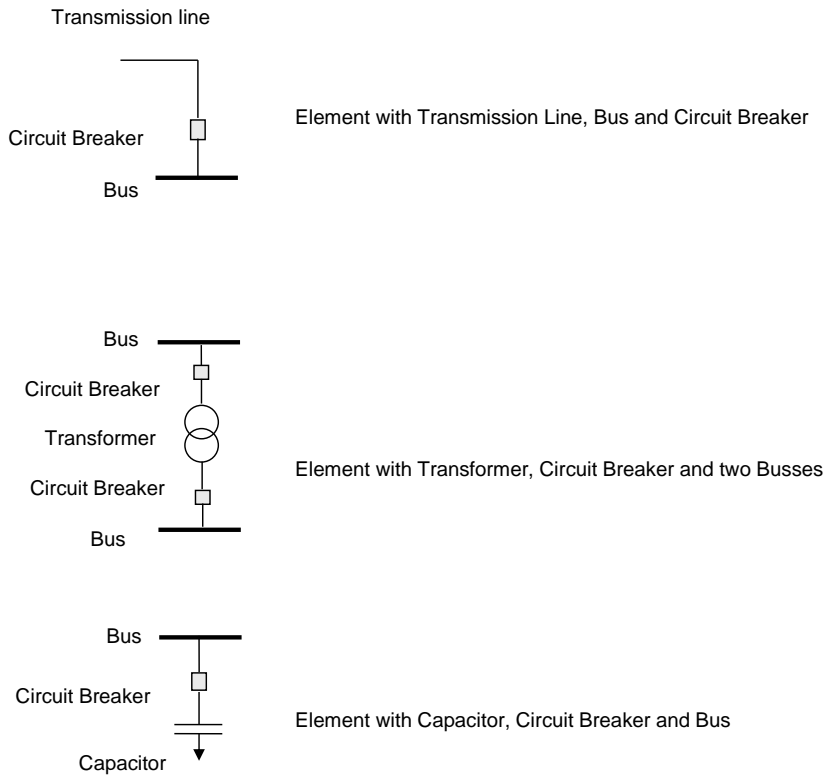 Transmission line
Element with Transmission Line, Bus and Circuit Breaker
Circuit Breaker
Bus
Bus
Circuit Breaker
Transformer
Element with Transformer, Circuit Breaker and two Busses
Circuit Breaker
Bus
Bus
Circuit Breaker
Element with Capacitor, Circuit Breaker and Bus
Capacitor